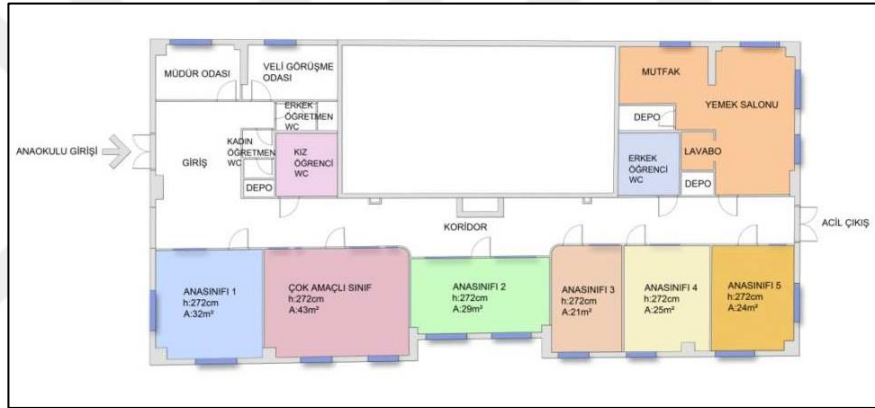 MÜDÜR ODASI
VELİ GÖRÜŞME
ODASI
MUTFAK
YEMEK SALONU
DEPO
ERKEK
ÖĞRETMEN
WC
ANAOKULU GİRİŞİ
GİRİŞ
KADIN
ÖĞRETMEN
WC
KIZ
ÖĞRENCİ
WC
ERKEK
ÖĞRENCİ
WC
LAVABO
DEPO
DEPO
KORİDOR
ACİL ÇIKIŞ
ANASINIFI 1
h:272cm
A:32m²
ÇOK AMAÇLI SINIF
h:272cm
A:43m²
ANASINIFI 2
h:272cm
A:29m²
ANASINIFI 3
h:272cm
A:21m²
ANASINIFI 4
h:272cm
A:25m²
ANASINIFI 5
h:272cm
A:24m²